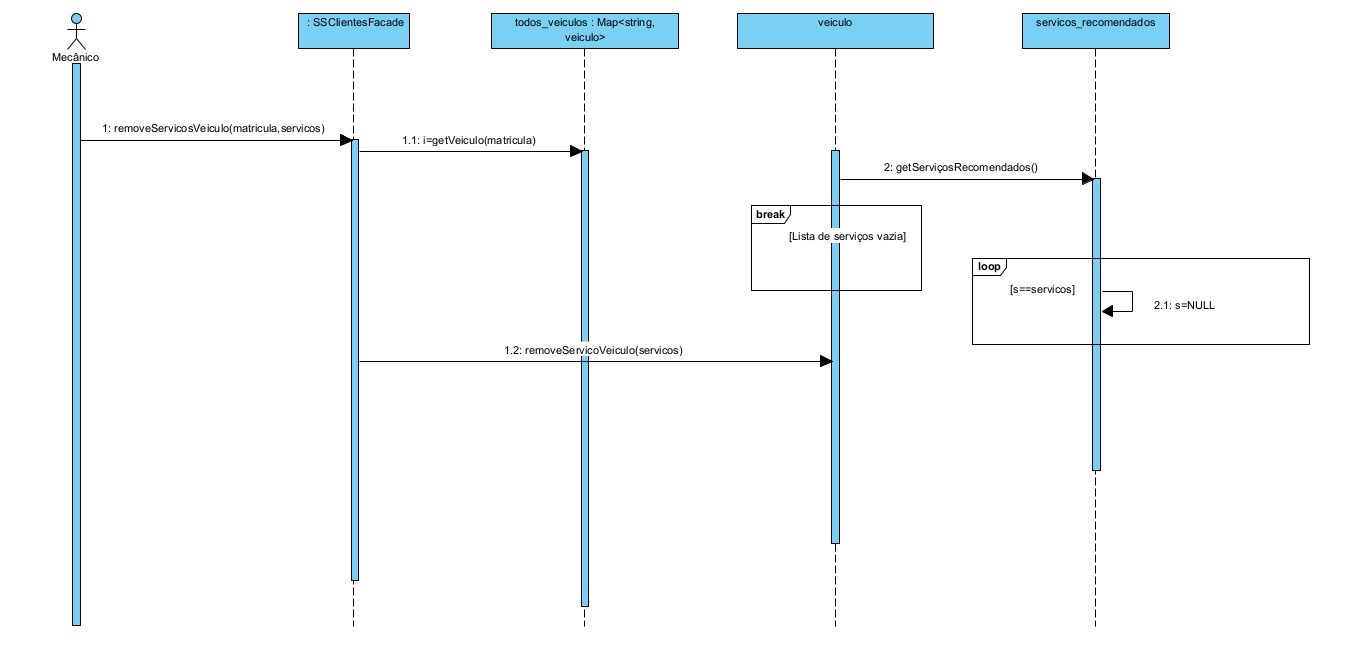 Mecânico
: SSClientesFacade
todos_veiculos : Map<string,
veiculo>
veiculo
servicos_recomendados
1: removeServicosVeiculo(matricula,servicos)
1.1: i=getVeiculo(matricula)
2: getServiçosRecomendados()
break
[Lista de serviços vazia]
loop
[s==servicos]
2.1: s=NULL
1.2: removeServicoVeiculo(servicos)